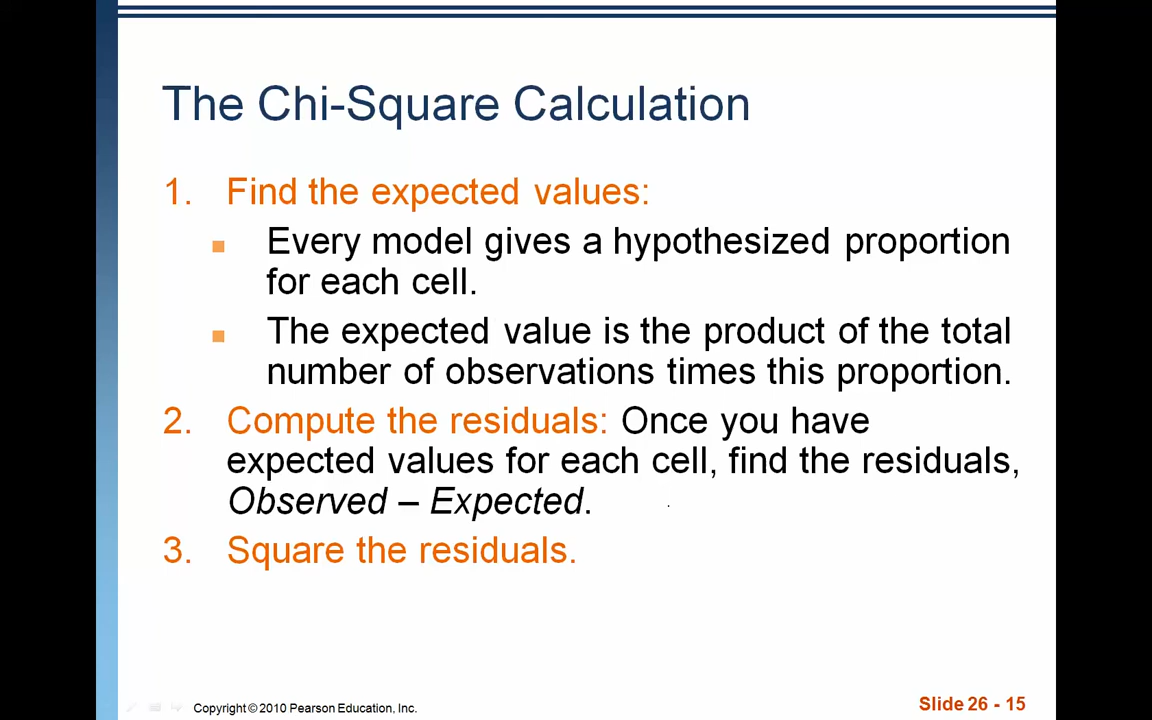 The Chi-Square Calculation
1. Find the expected values:
■ Every model gives a hypothesized proportion
for each cell.
■ The expected value is the product of the total
number of observations times this proportion.
2. Compute the residuals: Once you have
expected values for each cell, find the residuals,
Observed – Expected.
3. Square the residuals.
Copyright © 2010 Pearson Education, Inc.
Slide 26 - 15